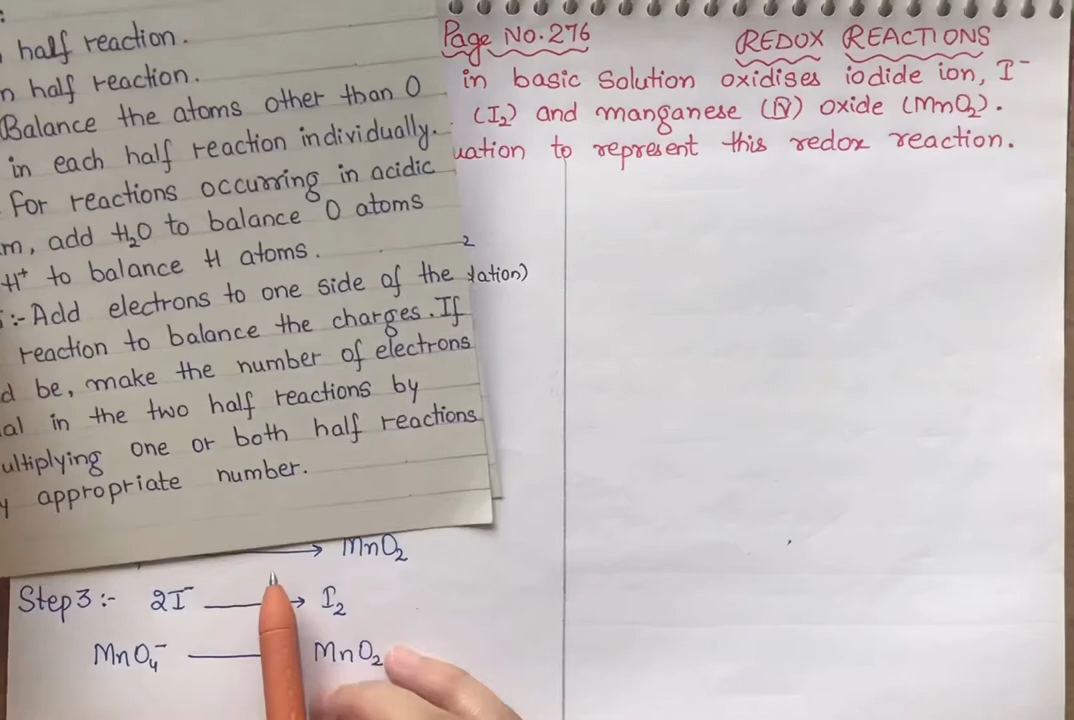 :
half reaction.
n half reaction.
Balance the atoms other than O
in each half reaction individually.
For reactions occurring in acidic
m, add H₂O to balance O atoms
H⁺ to balance H atoms.
:- Add electrons to one side of the
reaction to balance the charges. If
d be, make the number of electrons
al in the two half reactions by
ultiplying one or both half reactions
y appropriate number.
Page No. 276 REDOX REACTIONS
in basic solution oxidises iodide ion, I⁻
(I₂) and manganese (IV) oxide (MnO₂).
uation to represent this redox reaction.
2
dation)
→ MnO₂
Step 3 :- 2I⁻ → I₂
MnO₄⁻ MnO₂